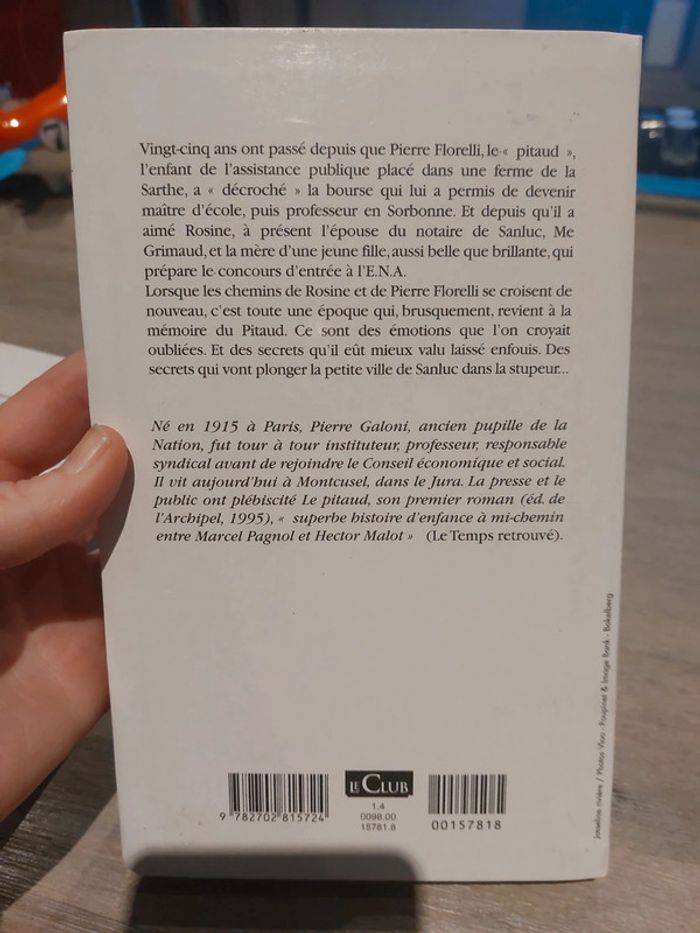 Vingt-cinq ans ont passé depuis que Pierre Florelli, le « pitaud »,
l'enfant de l'assistance publique placé dans une ferme de la
Sarthe, a « décroché » la bourse qui lui a permis de devenir
maître d'école, puis professeur en Sorbonne. Et depuis qu'il a
aimé Rosine, à présent l'épouse du notaire de Sanluc, Me
Grimaud, et la mère d'une jeune fille, aussi belle que brillante, qui
prépare le concours d'entrée à l'E.N.A.
Lorsque les chemins de Rosine et de Pierre Florelli se croisent de
nouveau, c'est toute une époque qui, brusquement, revient à la
mémoire du Pitaud. Ce sont des émotions que l'on croyait
oubliées. Et des secrets qu'il eût mieux valu laissé enfouis. Des
secrets qui vont plonger la petite ville de Sanluc dans la stupeur...
Né en 1915 à Paris, Pierre Galoni, ancien pupille de la
Nation, fut tour à tour instituteur, professeur, responsable
syndical avant de rejoindre le Conseil économique et social.
Il vit aujourd'hui à Montcusel, dans le Jura. La presse et le
public ont plébiscité Le pitaud, son premier roman (éd. de
l'Archipel, 1995), « superbe histoire d'enfance à mi-chemin
entre Marcel Pagnol et Hector Malot » (Le Temps retrouvé).
Josseline rivière / Photos Vloo - Poupinet & Image Bank - Bokelberg
LE CLUB
1.4
0098.00
15781.8
9 782702 815724
00157818